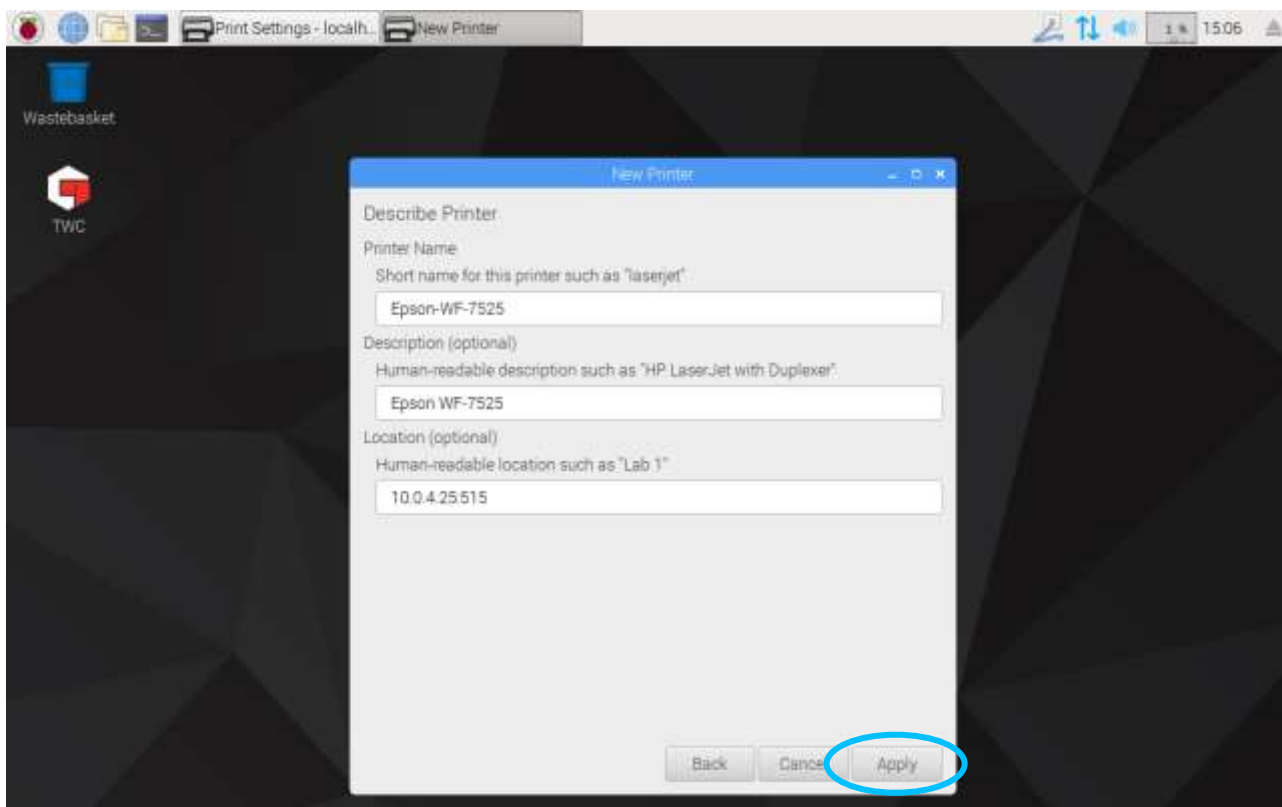 Print Settings - localh... New Printer 1 % 15:06
Wastebasket
TWC
New Printer
Describe Printer
Printer Name
Short name for this printer such as "laserjet"
Epson-WF-7525
Description (optional)
Human-readable description such as "HP LaserJet with Duplexer"
Epson WF-7525
Location (optional)
Human-readable location such as "Lab 1"
10.0.4.25:515
Back Cancel Apply